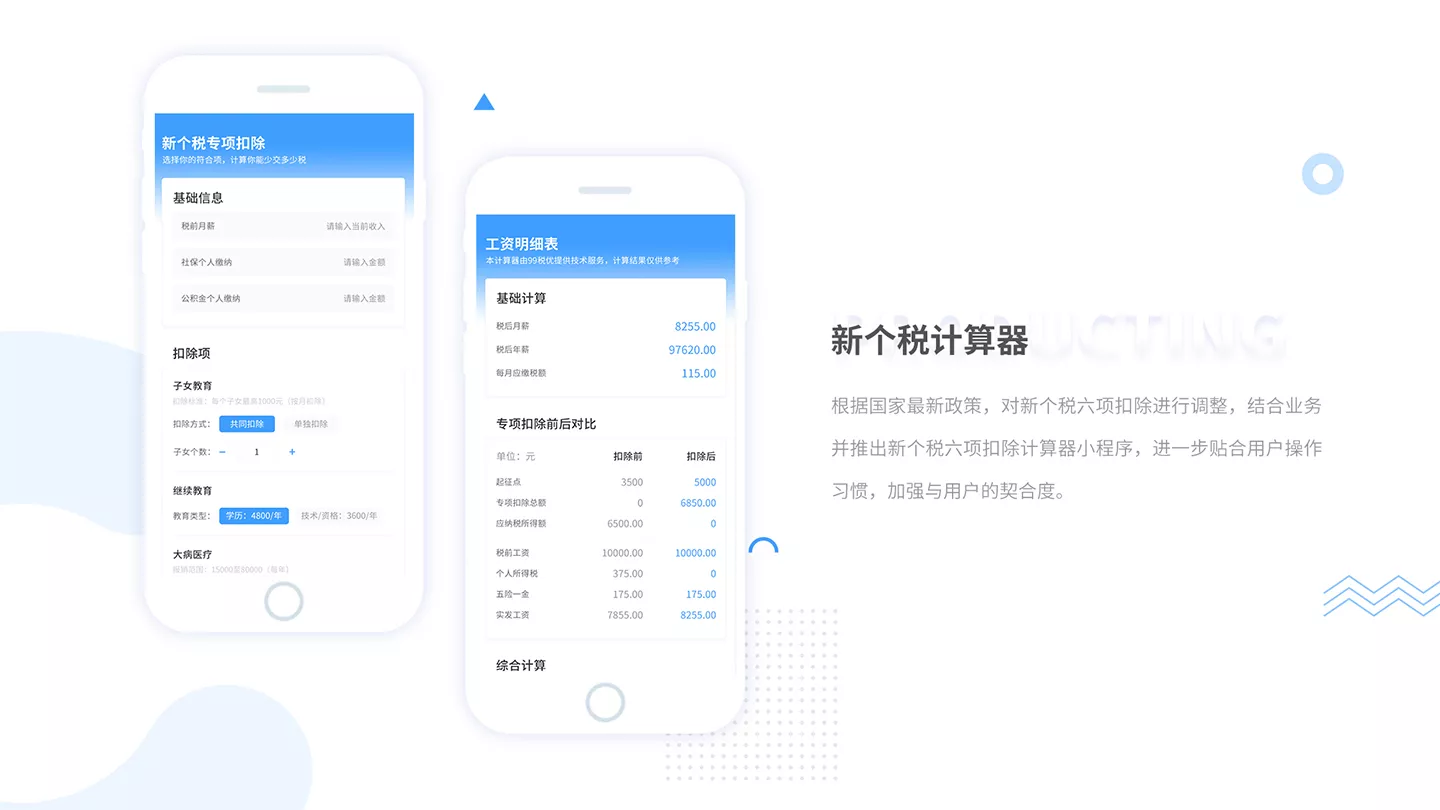 新个税专项扣除
选择你的符合项，计算你能少交多少税
基础信息
税前月薪 请输入当前收入
社保个人缴纳 请输入金额
公积金个人缴纳 请输入金额
扣除项
子女教育
扣除标准：每个子女最高1000元（按月扣除）
扣除方式： 共同扣除 单独扣除
子女个数： − 1 +
继续教育
教育类型： 学历：4800/年 技术/资格：3600/年
大病医疗
报销范围：15000至80000（每年）
工资明细表
本计算器由99税优提供技术服务，计算结果仅供参考
基础计算
税后月薪 8255.00
税后年薪 97620.00
每月应缴税额 115.00
专项扣除前后对比
单位：元 扣除前 扣除后
起征点 3500 5000
专项扣除总额 0 6850.00
应纳税所得额 6500.00 0
税前工资 10000.00 10000.00
个人所得税 375.00 0
五险一金 175.00 175.00
实发工资 7855.00 8255.00
综合计算
新个税计算器
根据国家最新政策，对新个税六项扣除进行调整，结合业务
并推出新个税六项扣除计算器小程序，进一步贴合用户操作
习惯，加强与用户的契合度。